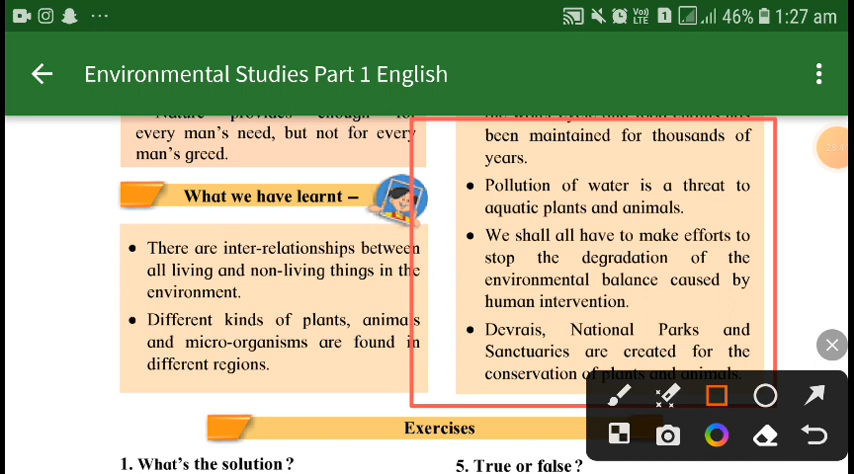 46% 1:27 am
Environmental Studies Part 1 English
Nature provides enough for
every man's need, but not for every
man's greed.
What we have learnt –
• There are inter-relationships between
all living and non-living things in the
environment.
• Different kinds of plants, animals
and micro-organisms are found in
different regions.
been maintained for thousands of
years.
• Pollution of water is a threat to
aquatic plants and animals.
• We shall all have to make efforts to
stop the degradation of the
environmental balance caused by
human intervention.
• Devrais, National Parks and
Sanctuaries are created for the
conservation of plants and animals.
Exercises
1. What's the solution ?
5. True or false ?